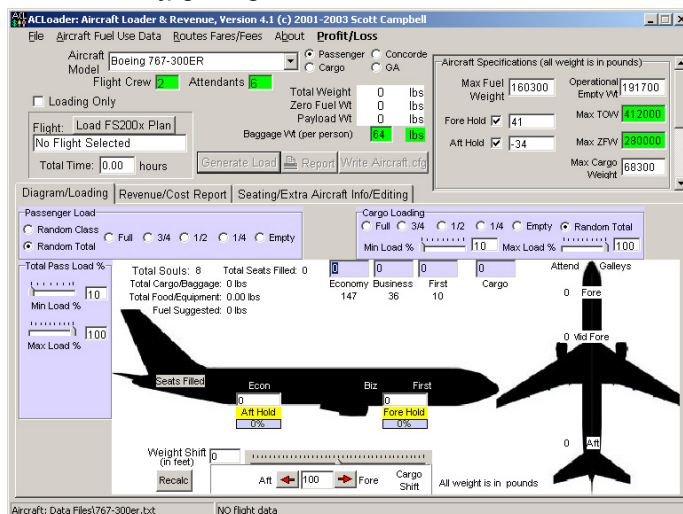 ACLoader: Aircraft Loader & Revenue, Version 4.1 (c) 2001-2003 Scott Campbell
File Aircraft Fuel Use Data Routes Fares/Fees About Profit/Loss
Aircraft Model Boeing 767-300ER
Passenger Concorde
Cargo GA
Flight Crew 2 Attendants 6
Loading Only
Total Weight 0 lbs
Zero Fuel Wt 0 lbs
Payload Wt 0 lbs
Baggage Wt (per person) 64 lbs
Flight: Load FS200x Plan
No Flight Selected
Total Time: 0.00 hours
Generate Load Report Write Aircraft.cfg
Aircraft Specifications (all weight is in pounds)
Max Fuel Weight 160300 Operational Empty Wt 191700
Fore Hold 41 Max TOW 412000
Aft Hold -34 Max ZFW 280000
Max Cargo Weight 68300
Diagram/Loading Revenue/Cost Report Seating/Extra Aircraft Info/Editing
Passenger Load
Random Class
Random Total
Full 3/4 1/2 1/4 Empty
Cargo Loading
Full 3/4 1/2 1/4 Empty Random Total
Min Load % 10 Max Load % 100
Total Pass Load %
10
Min Load %
100
Max Load %
Total Souls: 8 Total Seats Filled: 0
Total Cargo/Baggage: 0 lbs
Total Food/Equipment: 0.00 lbs
Fuel Suggested: 0 lbs
0 0 0 0
Economy Business First Cargo
147 36 10
Attend Galleys
0 Fore
0 Mid Fore
0 Aft
Seats Filled Econ Biz First
0 0
Aft Hold Fore Hold
0% 0%
Weight Shift (in feet) 0
Recalc Aft 100 Fore Cargo Shift
All weight is in pounds
Aircraft: Data Files\767-300er.txt NO flight data